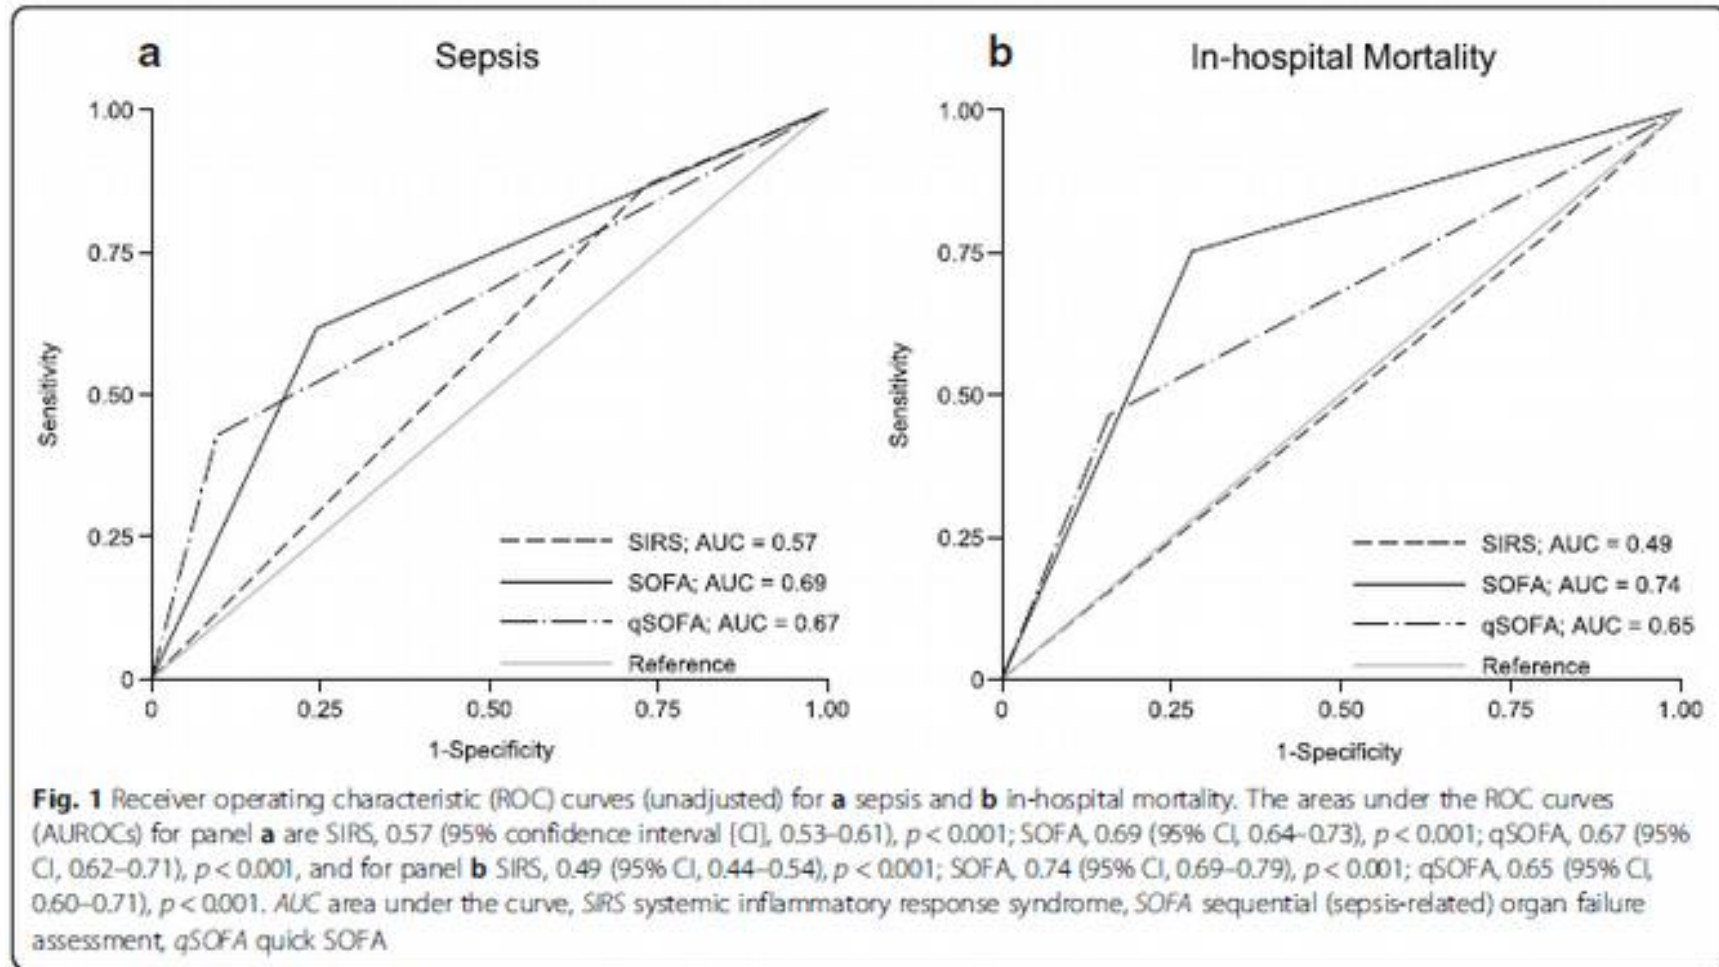 a
Sepsis
1.00
0.75
0.50
0.25
0
Sensitivity
SIRS; AUC = 0.57
SOFA; AUC = 0.69
qSOFA; AUC = 0.67
Reference
0 0.25 0.50 0.75 1.00
1-Specificity
b
In-hospital Mortality
1.00
0.75
0.50
0.25
0
Sensitivity
SIRS; AUC = 0.49
SOFA; AUC = 0.74
qSOFA; AUC = 0.65
Reference
0 0.25 0.50 0.75 1.00
1-Specificity
Fig. 1 Receiver operating characteristic (ROC) curves (unadjusted) for a sepsis and b in-hospital mortality. The areas under the ROC curves
(AUROCs) for panel a are SIRS, 0.57 (95% confidence interval [CI], 0.53–0.61), p < 0.001; SOFA, 0.69 (95% CI, 0.64–0.73), p < 0.001; qSOFA, 0.67 (95%
CI, 0.62–0.71), p < 0.001, and for panel b SIRS, 0.49 (95% CI, 0.44–0.54), p < 0.001; SOFA, 0.74 (95% CI, 0.69–0.79), p < 0.001; qSOFA, 0.65 (95% CI,
0.60–0.71), p < 0.001. AUC area under the curve, SIRS systemic inflammatory response syndrome, SOFA sequential (sepsis-related) organ failure
assessment, qSOFA quick SOFA